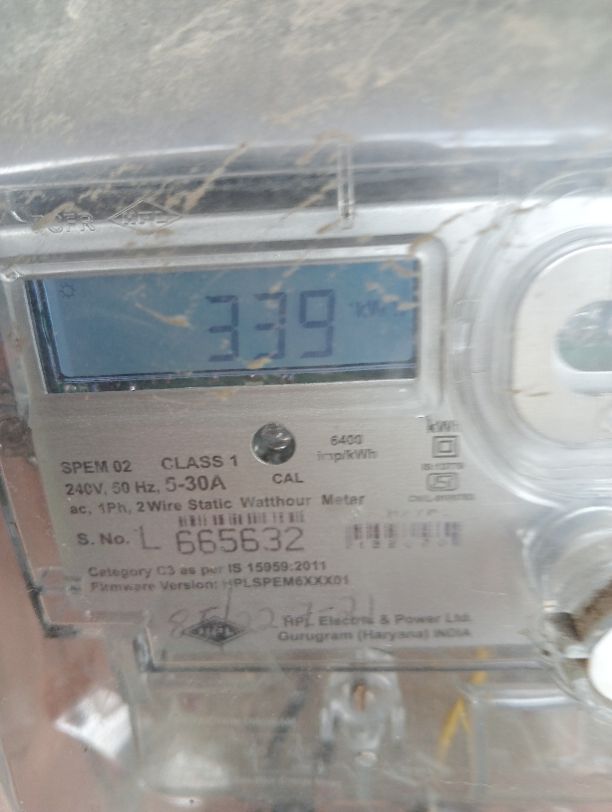 339 kWh
6400
imp/kWh
kWh
SPEM 02 CLASS 1
CAL
240V, 50 Hz, 5-30A
ac, 1Ph, 2 Wire Static Watthour Meter
S. No. L 665632
Category C3 as per IS 15959:2011
Firmware Version: HPLSPEM6XXX01
HPL
HPL Electric & Power Ltd.
Gurugram (Haryana) INDIA